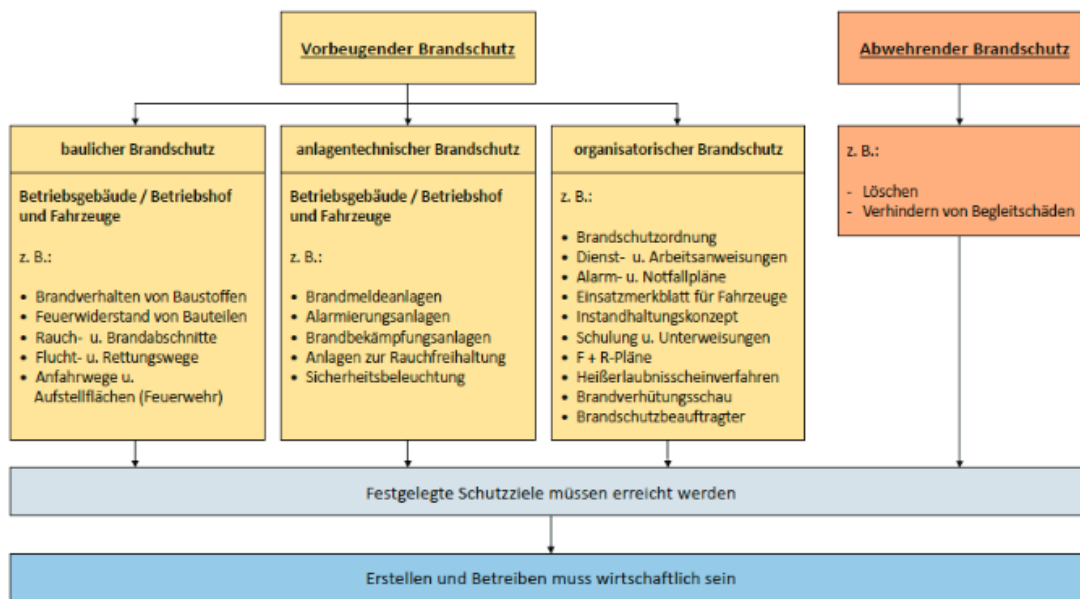 Vorbeugender Brandschutz
Abwehrender Brandschutz
baulicher Brandschutz
Betriebsgebäude / Betriebshof
und Fahrzeuge
z. B.:
• Brandverhalten von Baustoffen
• Feuerwiderstand von Bauteilen
• Rauch- u. Brandabschnitte
• Flucht- u. Rettungswege
• Anfahrwege u.
Aufstellflächen (Feuerwehr)
anlagentechnischer Brandschutz
Betriebsgebäude / Betriebshof
und Fahrzeuge
z. B.:
• Brandmeldeanlagen
• Alarmierungsanlagen
• Brandbekämpfungsanlagen
• Anlagen zur Rauchfreihaltung
• Sicherheitsbeleuchtung
organisatorischer Brandschutz
z. B.:
• Brandschutzordnung
• Dienst- u. Arbeitsanweisungen
• Alarm- u. Notfallpläne
• Einsatzmerkblatt für Fahrzeuge
• Instandhaltungskonzept
• Schulung u. Unterweisungen
• F + R-Pläne
• Heißerlaubnisscheinverfahren
• Brandverhütungsschau
• Brandschutzbeauftragter
z. B.:
- Löschen
- Verhindern von Begleitschäden
Festgelegte Schutzziele müssen erreicht werden
Erstellen und Betreiben muss wirtschaftlich sein